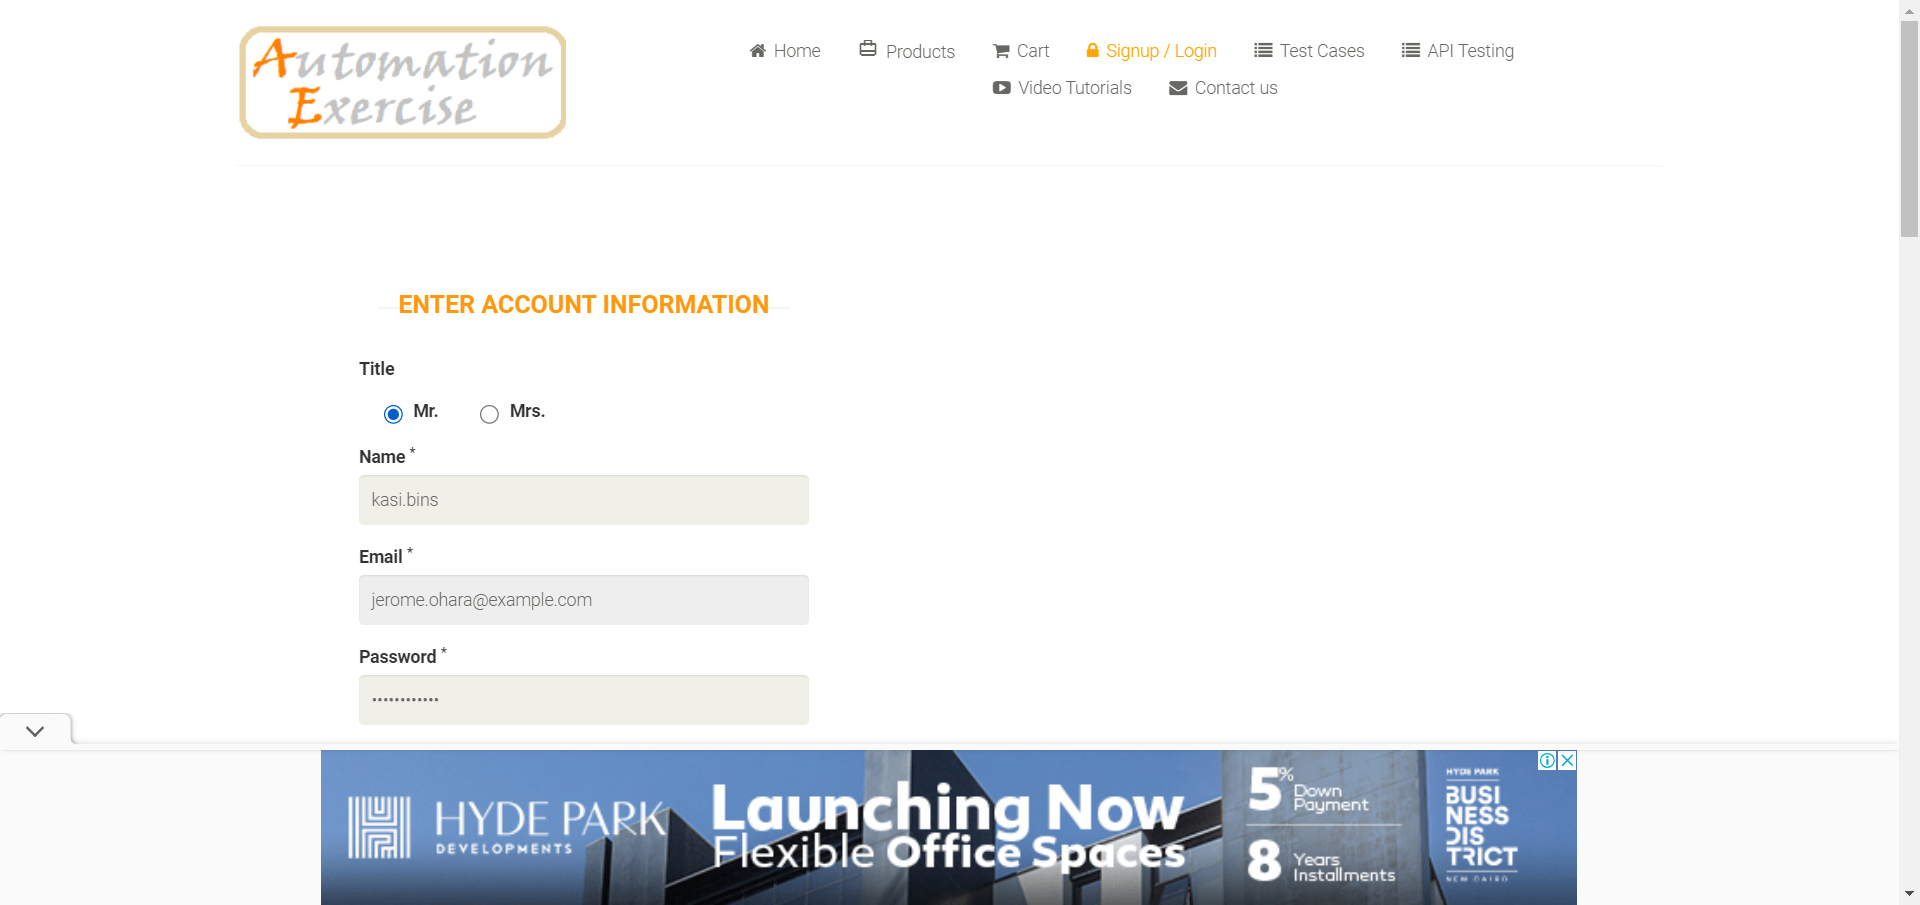 Automation
Exercise
Home
Products
Cart
Signup / Login
Test Cases
API Testing
Video Tutorials
Contact us
ENTER ACCOUNT INFORMATION
Title
Mr.
Mrs.
Name *
kasi.bins
Email *
jerome.ohara@example.com
Password *
••••••••••••
HYDE PARK
DEVELOPMENTS
Launching Now
Flexible Office Spaces
5% Down Payment
8 Years Installments
HYDE PARK
BUSI
NESS
DIS
TRICT
NEW CAIRO